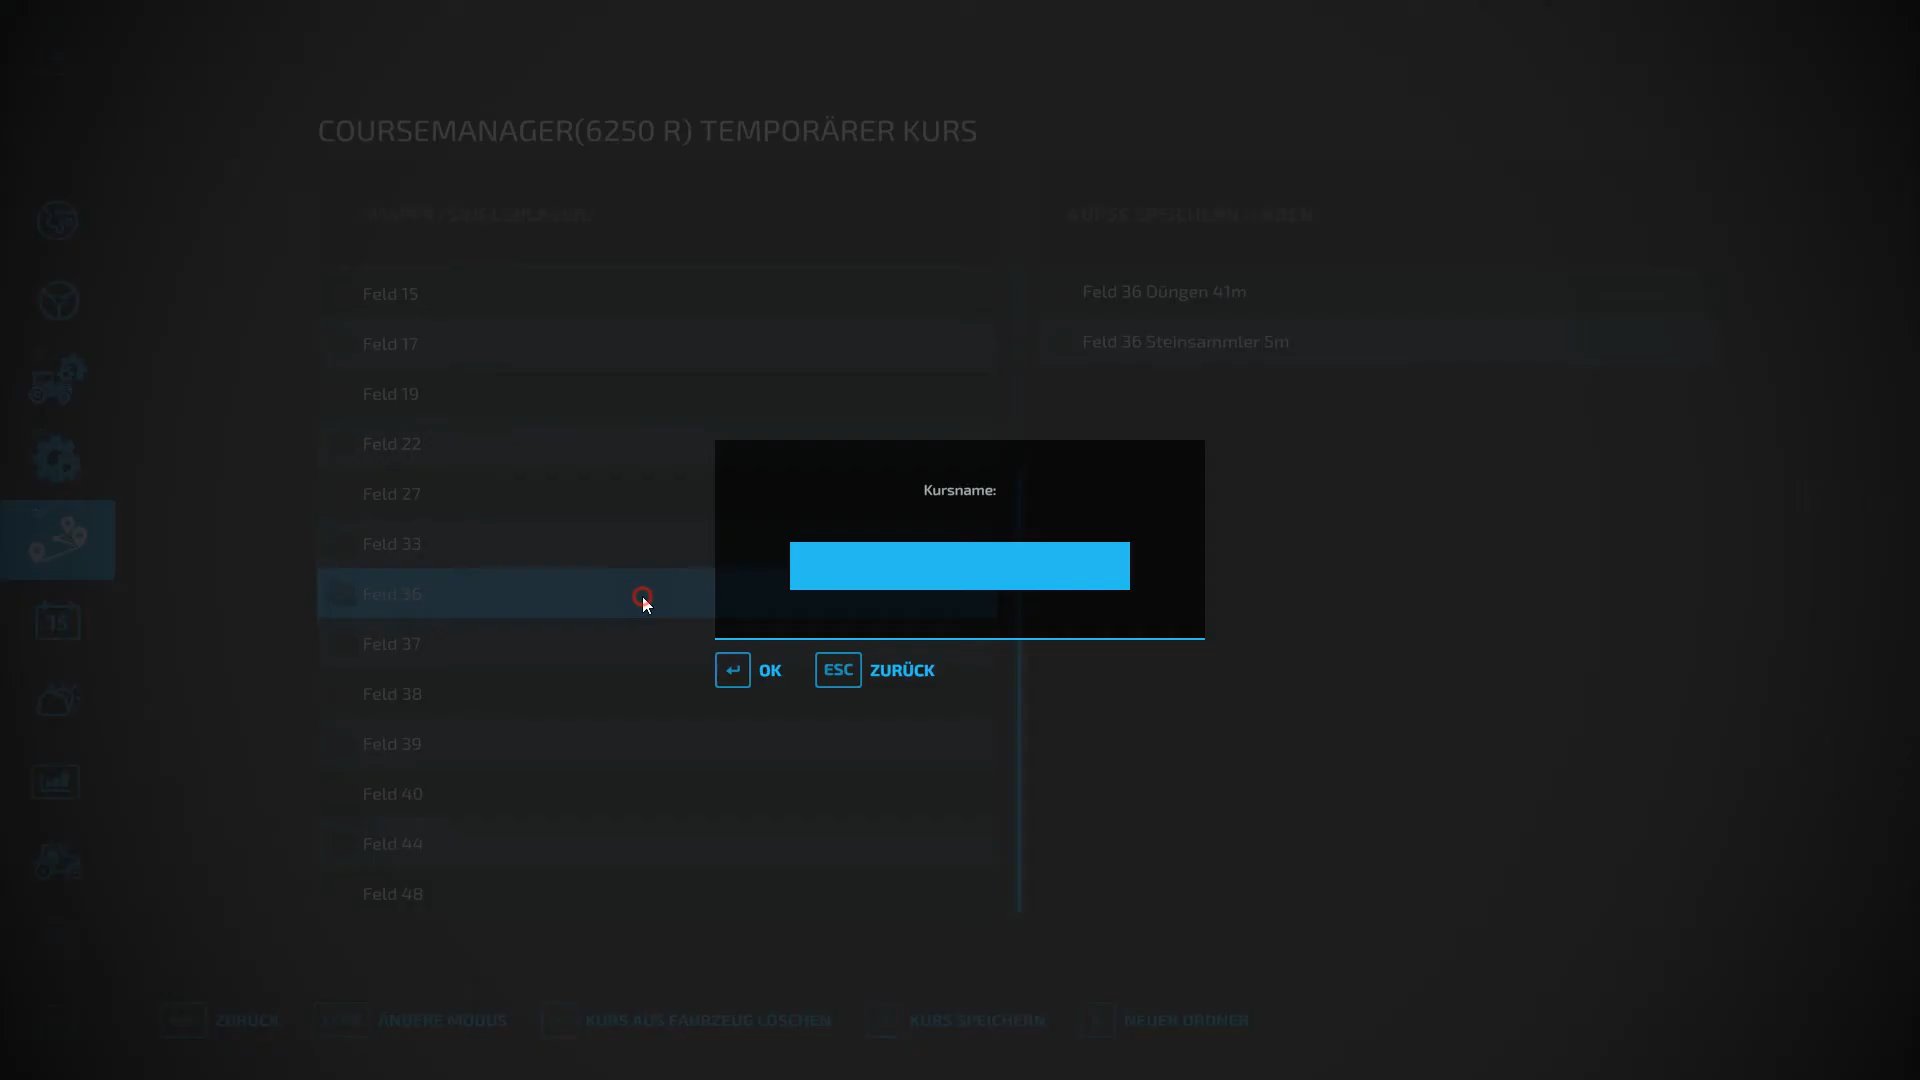 COURSEMANAGER(6250 R) TEMPORÄRER KURS
Feld 15
Feld 17
Feld 19
Feld 22
Feld 27
Feld 33
Feld 36
Feld 37
Feld 38
Feld 39
Feld 40
Feld 44
Feld 48
Feld 36 Düngen 41m
Feld 36 Steinsammler 5m
Kursname:
OK
ESC ZURÜCK
15
ZURÜCK
ÄNDERE MODUS
KURS AUS FAHRZEUG LÖSCHEN
KURS SPEICHERN
NEUER ORDNER